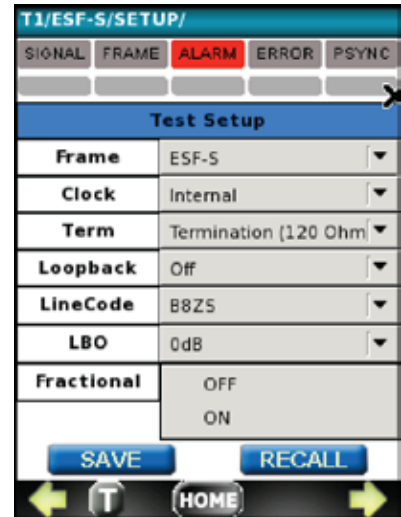 T1/ESF-S/SETUP/
SIGNAL FRAME ALARM ERROR PSYNC
Test Setup
Frame ESF-S
Clock Internal
Term Termination (120 Ohm
Loopback Off
LineCode B8ZS
LBO 0dB
Fractional OFF
ON
SAVE RECALL
T HOME